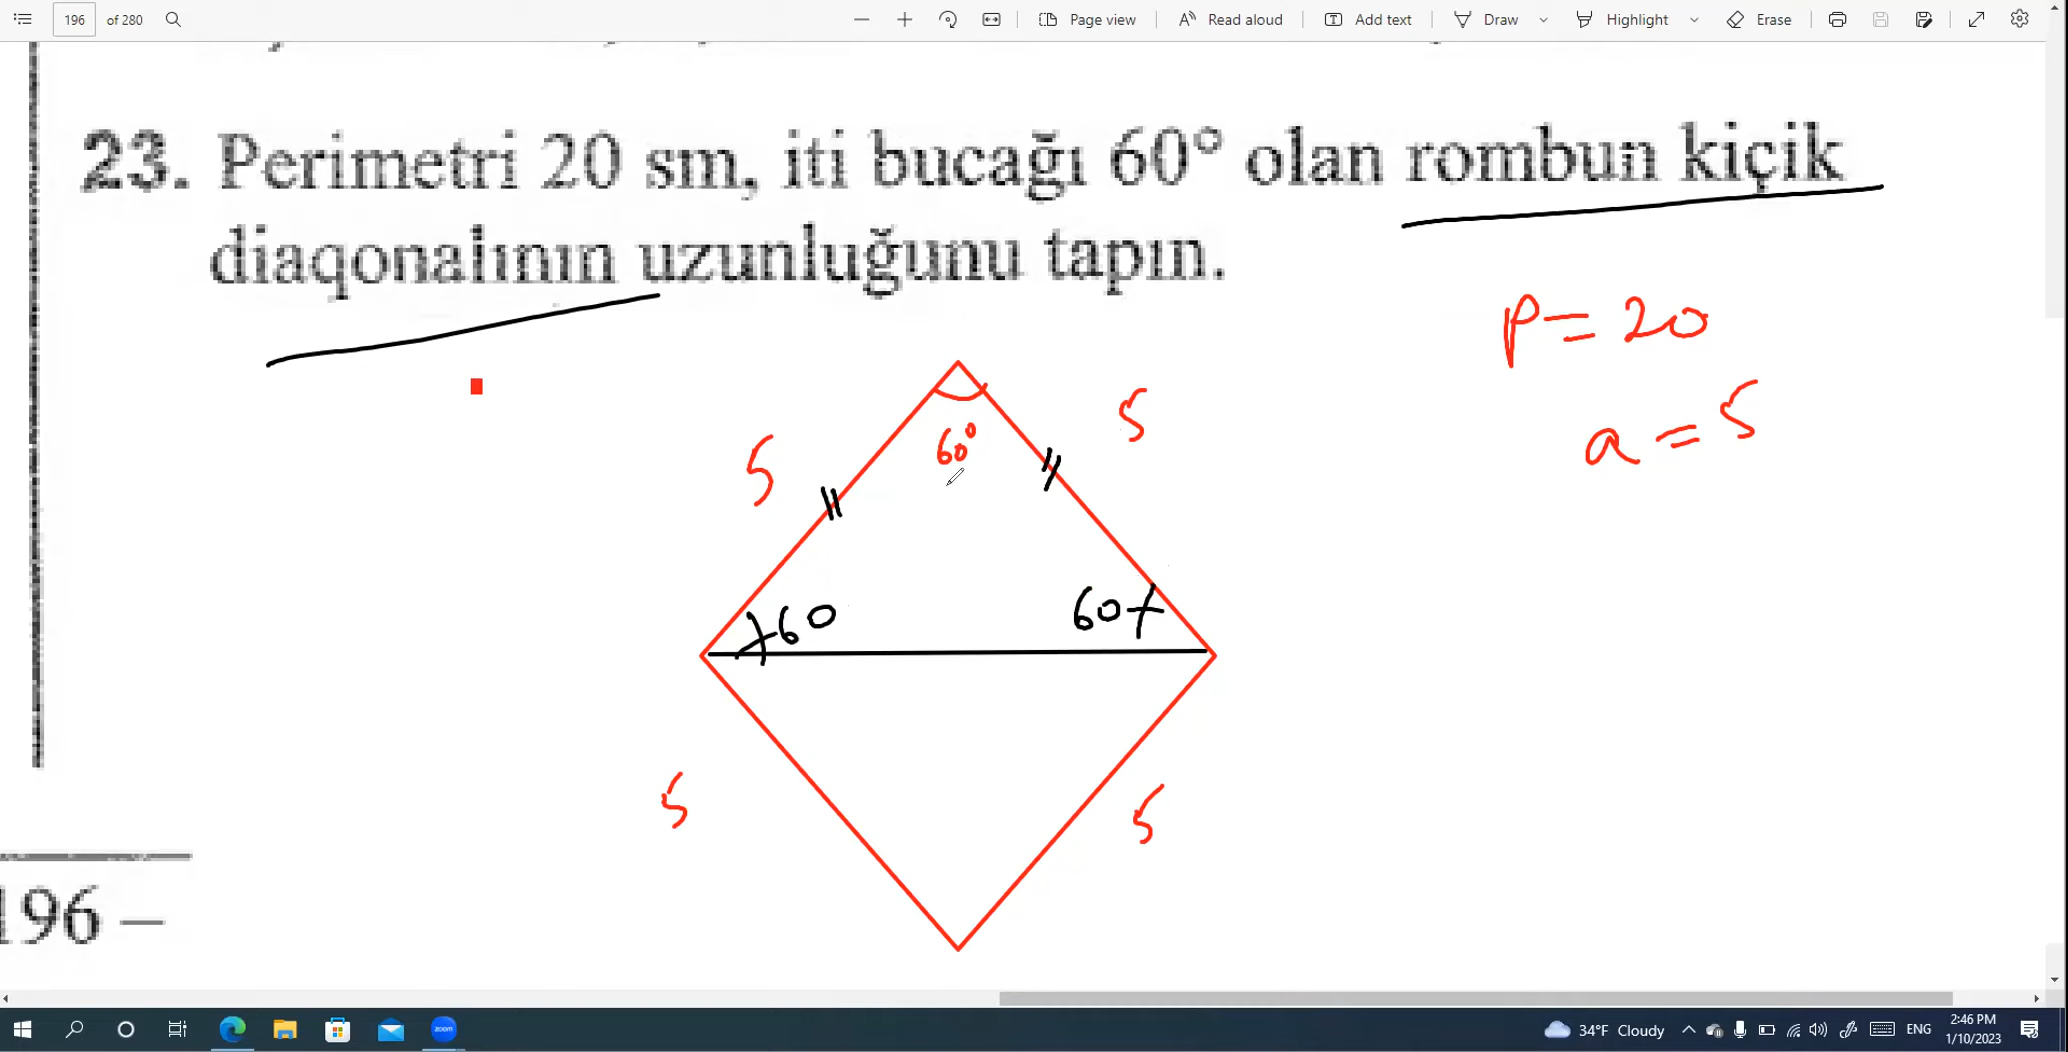 196 of 280 Page view Read aloud Add text Draw Highlight Erase
23. Perimetri 20 sm, iti bucağı 60° olan rombun kiçik
diaqonalının uzunluğunu tapın.
P = 20
a = 5
5
5
60°
60
60
5
5
196 –
zoom
34°F Cloudy ENG 2:46 PM
1/10/2023